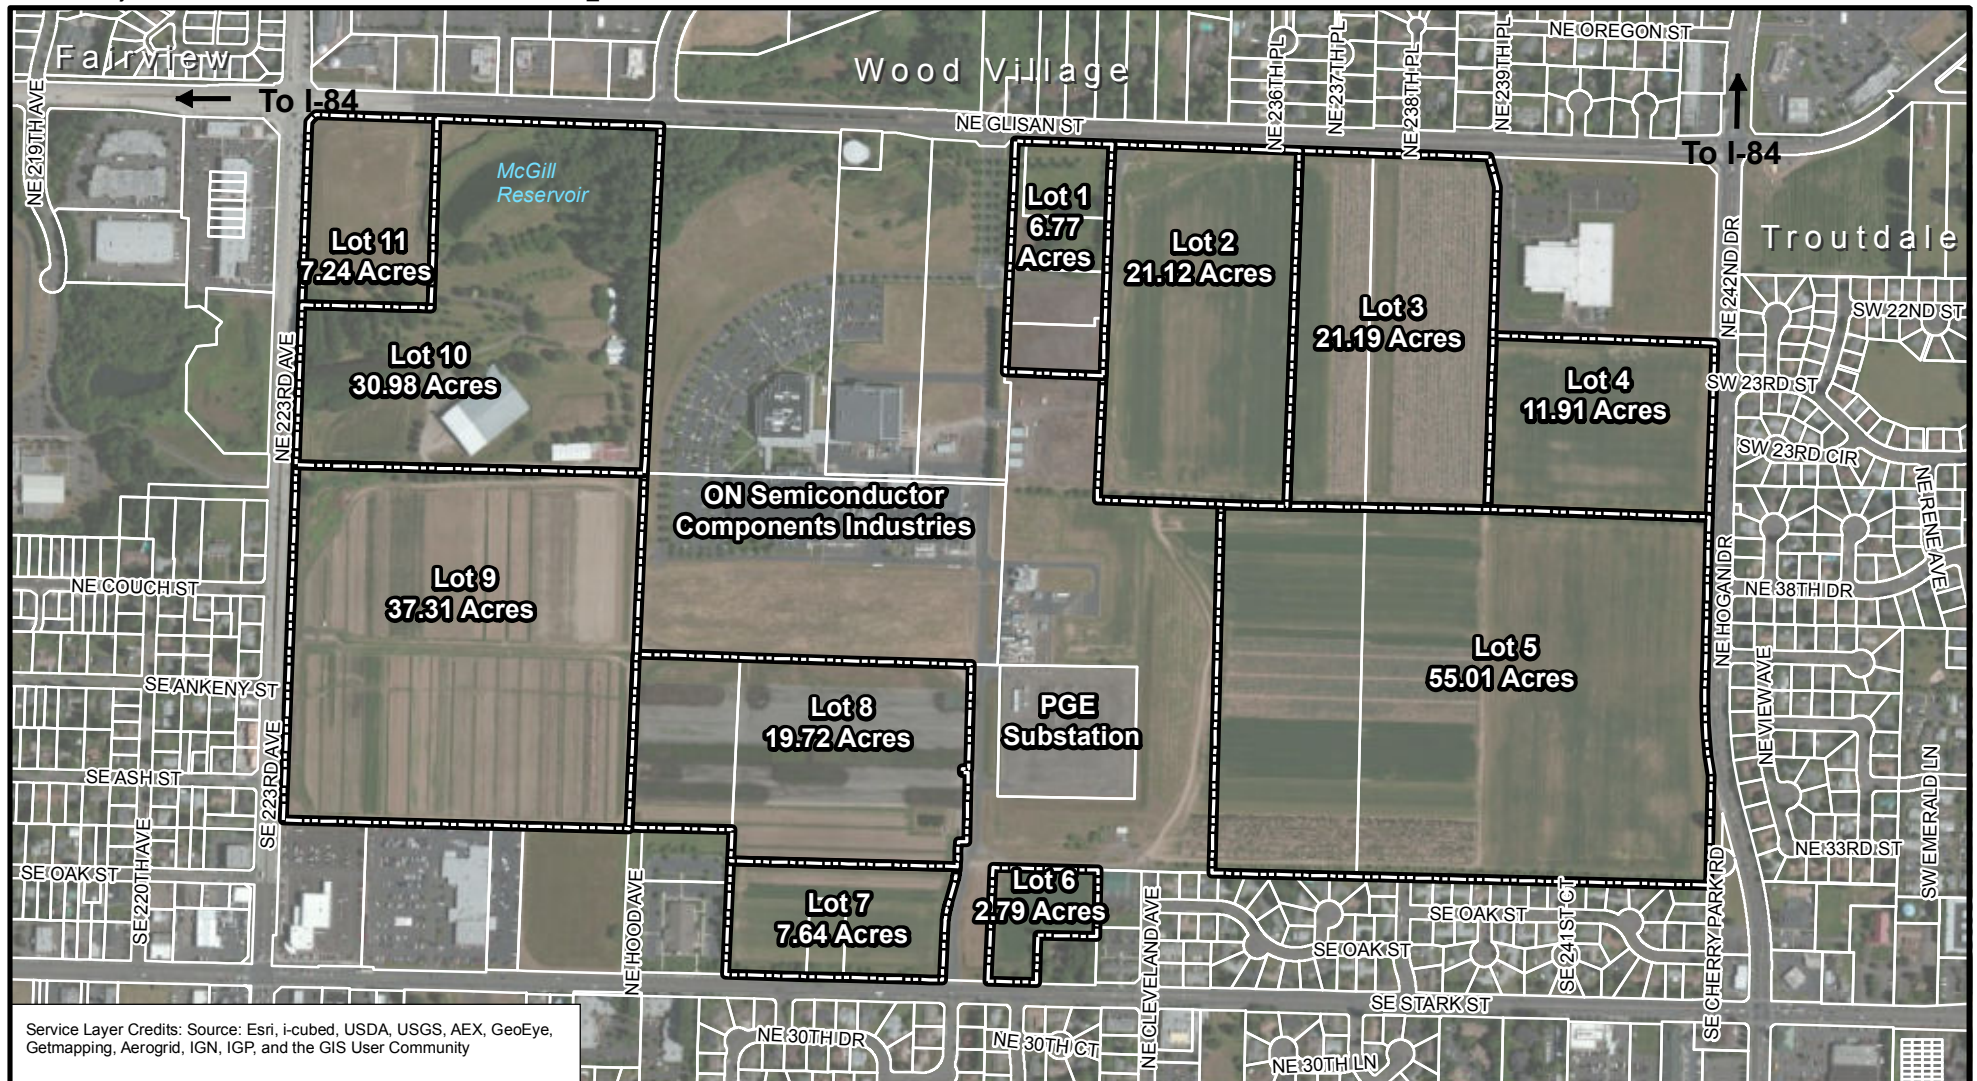 Fairview
Wood Village
NE OREGON ST
NE 219TH AVE
To I-84
NE GLISAN ST
NE 236TH PL
NE 237TH PL
NE 238TH PL
NE 239TH PL
To I-84
McGill
Reservoir
Lot 11
7.24 Acres
Lot 1
6.77
Acres
Lot 2
21.12 Acres
Lot 3
21.19 Acres
NE 242ND DR
Troutdale
SW 22ND ST
Lot 10
30.98 Acres
NE 223RD AVE
Lot 4
11.91 Acres
SW 23RD ST
SW 23RD CIR
NE IRENE AVE
ON Semiconductor
Components Industries
Lot 9
37.31 Acres
NE COUCH ST
NE HOGAN DR
NE 38TH DR
SE ANKENY ST
Lot 5
55.01 Acres
Lot 8
19.72 Acres
PGE
Substation
SE 223RD AVE
NE VIEW AVE
SE ASH ST
SW EMERALD LN
SE 220TH AVE
SE OAK ST
NE HOOD AVE
Lot 7
7.64 Acres
Lot 6
2.79 Acres
NE CLEVELAND AVE
SE OAK ST
SE OAK ST
SE 241ST CT
SE CHERRY PARK RD
NE 33RD ST
SE STARK ST
NE 30TH DR
NE 30TH CT
NE 30TH LN
Service Layer Credits: Source: Esri, i-cubed, USDA, USGS, AEX, GeoEye,
Getmapping, Aerogrid, IGN, IGP, and the GIS User Community